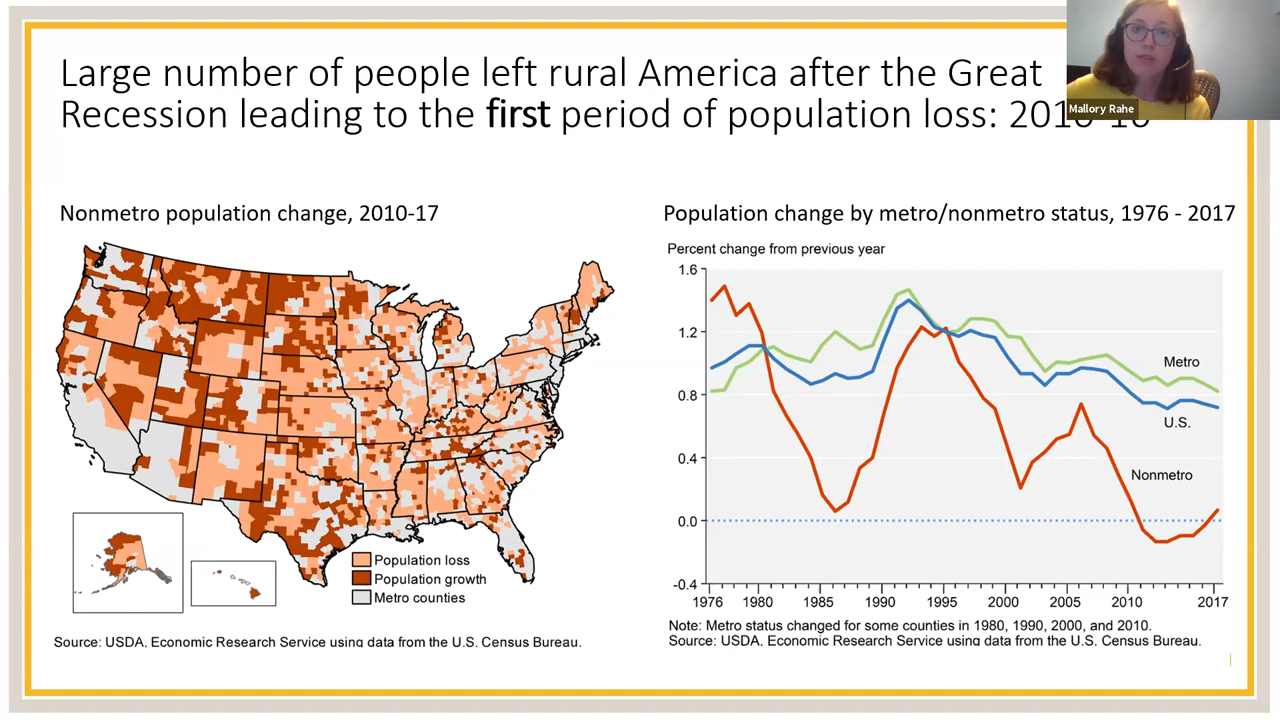 Large number of people left rural America after the Great
Recession leading to the first period of population loss: 2010-16
Mallory Rahe
Nonmetro population change, 2010-17
Population loss
Population growth
Metro counties
Source: USDA, Economic Research Service using data from the U.S. Census Bureau.
Population change by metro/nonmetro status, 1976 - 2017
Percent change from previous year
1.6
1.2
0.8
0.4
0.0
-0.4
Metro
U.S.
Nonmetro
1976 1980 1985 1990 1995 2000 2005 2010 2017
Note: Metro status changed for some counties in 1980, 1990, 2000, and 2010.
Source: USDA, Economic Research Service using data from the U.S. Census Bureau.